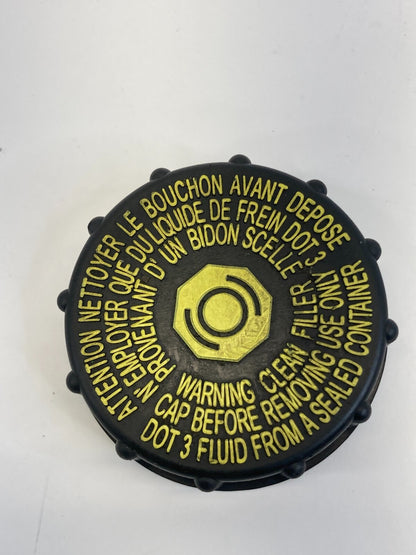 ATTENTION NETTOYER LE BOUCHON AVANT DEPOSE
N'EMPLOYER QUE DU LIQUIDE DE FREIN DOT 3
PROVENANT D'UN BIDON SCELLE
WARNING CLEAN FILLER
CAP BEFORE REMOVING USE ONLY
DOT 3 FLUID FROM A SEALED CONTAINER